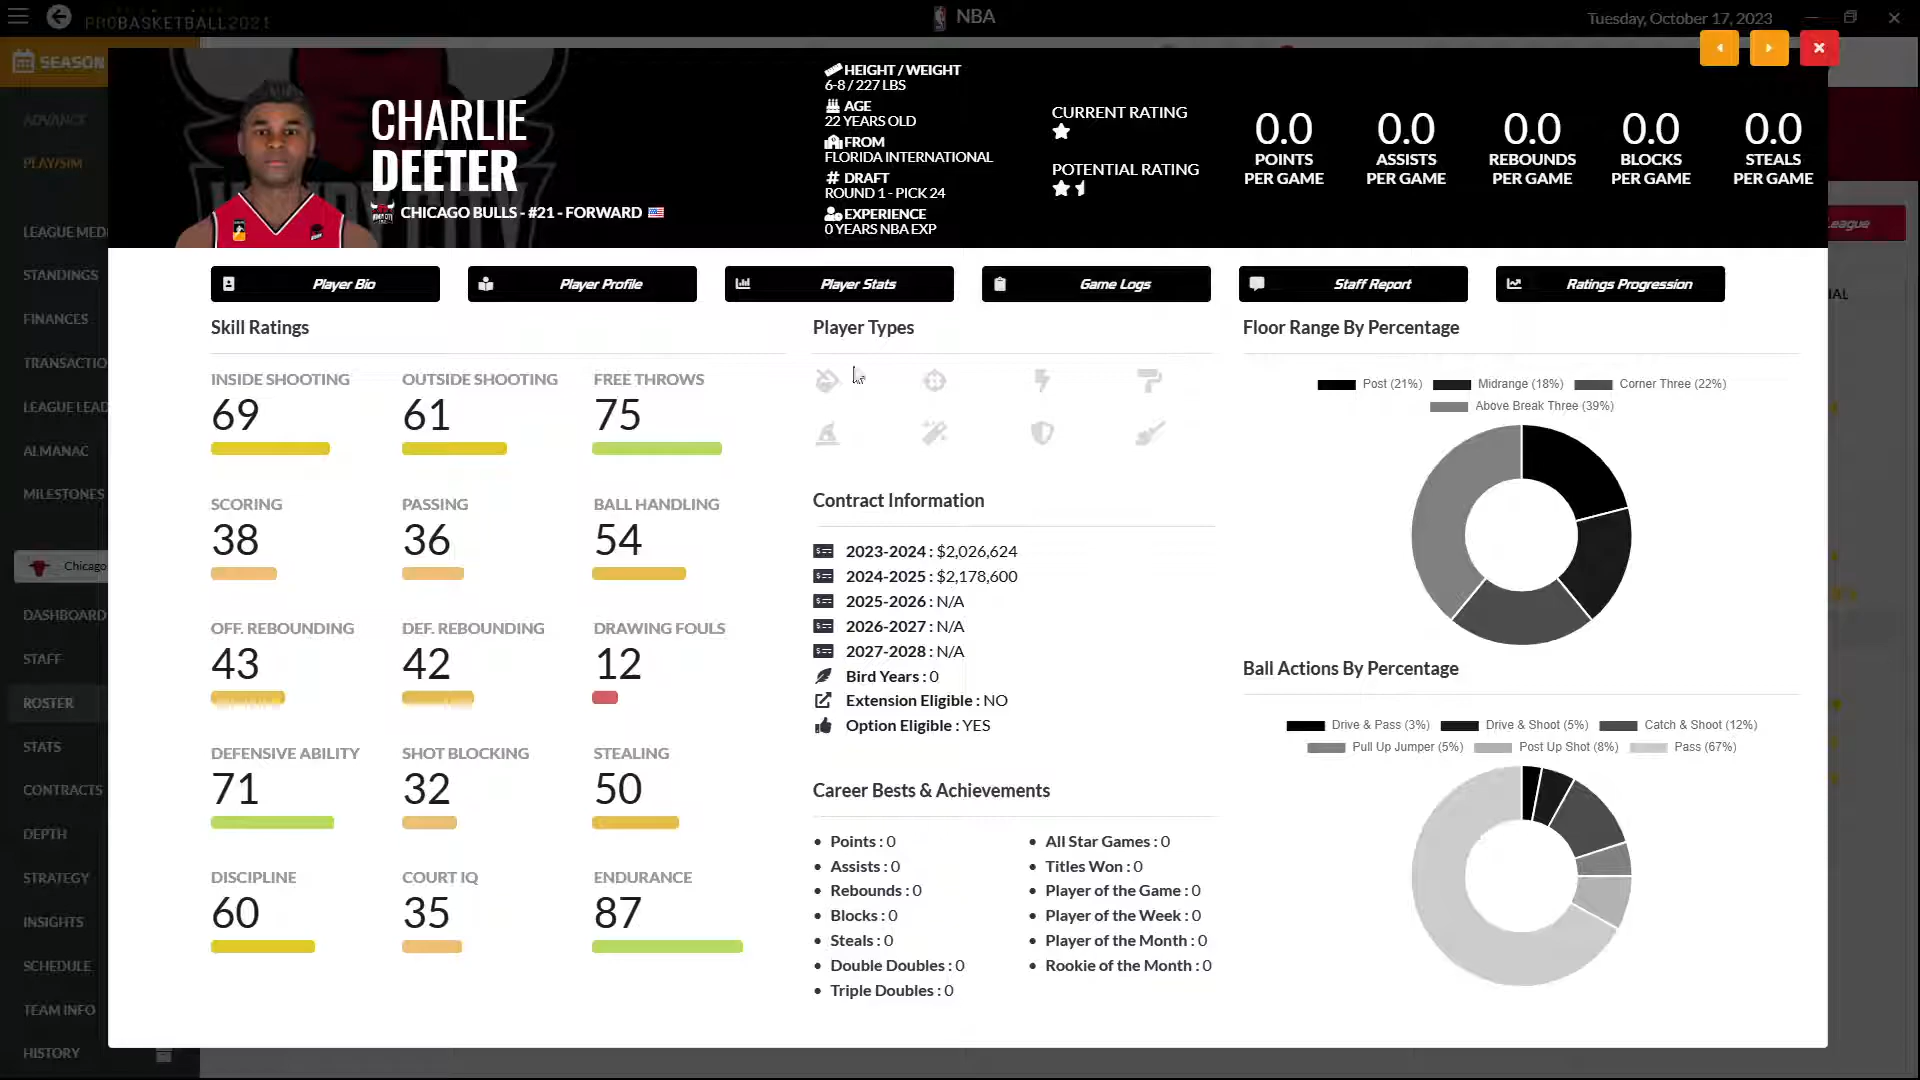 PROBASKETBALL2021
NBA
Tuesday, October 17, 2023
SEASON
ADVANCE
PLAY/SIM
LEAGUE MEDI
STANDINGS
FINANCES
TRANSACTIO
LEAGUE LEAD
ALMANAC
MILESTONES
Chicago
DASHBOARD
STAFF
ROSTER
STATS
CONTRACTS
DEPTH
STRATEGY
INSIGHTS
SCHEDULE
TEAM INFO
HISTORY
CHARLIE
DEETER
CHICAGO BULLS - #21 - FORWARD
HEIGHT / WEIGHT
6-8 / 227 LBS
AGE
22 YEARS OLD
FROM
FLORIDA INTERNATIONAL
# DRAFT
ROUND 1 - PICK 24
EXPERIENCE
0 YEARS NBA EXP
CURRENT RATING
POTENTIAL RATING
0.0
POINTS
PER GAME
0.0
ASSISTS
PER GAME
0.0
REBOUNDS
PER GAME
0.0
BLOCKS
PER GAME
0.0
STEALS
PER GAME
League
IAL
Player Bio
Player Profile
Player Stats
Game Logs
Staff Report
Ratings Progression
Skill Ratings
INSIDE SHOOTING
69
OUTSIDE SHOOTING
61
FREE THROWS
75
SCORING
38
PASSING
36
BALL HANDLING
54
OFF. REBOUNDING
43
DEF. REBOUNDING
42
DRAWING FOULS
12
DEFENSIVE ABILITY
71
SHOT BLOCKING
32
STEALING
50
DISCIPLINE
60
COURT IQ
35
ENDURANCE
87
Player Types
Contract Information
2023-2024 : $2,026,624
2024-2025 : $2,178,600
2025-2026 : N/A
2026-2027 : N/A
2027-2028 : N/A
Bird Years : 0
Extension Eligible : NO
Option Eligible : YES
Career Bests & Achievements
Points : 0
Assists : 0
Rebounds : 0
Blocks : 0
Steals : 0
Double Doubles : 0
Triple Doubles : 0
All Star Games : 0
Titles Won : 0
Player of the Game : 0
Player of the Week : 0
Player of the Month : 0
Rookie of the Month : 0
Floor Range By Percentage
Post (21%)
Midrange (18%)
Corner Three (22%)
Above Break Three (39%)
Ball Actions By Percentage
Drive & Pass (3%)
Drive & Shoot (5%)
Catch & Shoot (12%)
Pull Up Jumper (5%)
Post Up Shot (8%)
Pass (67%)